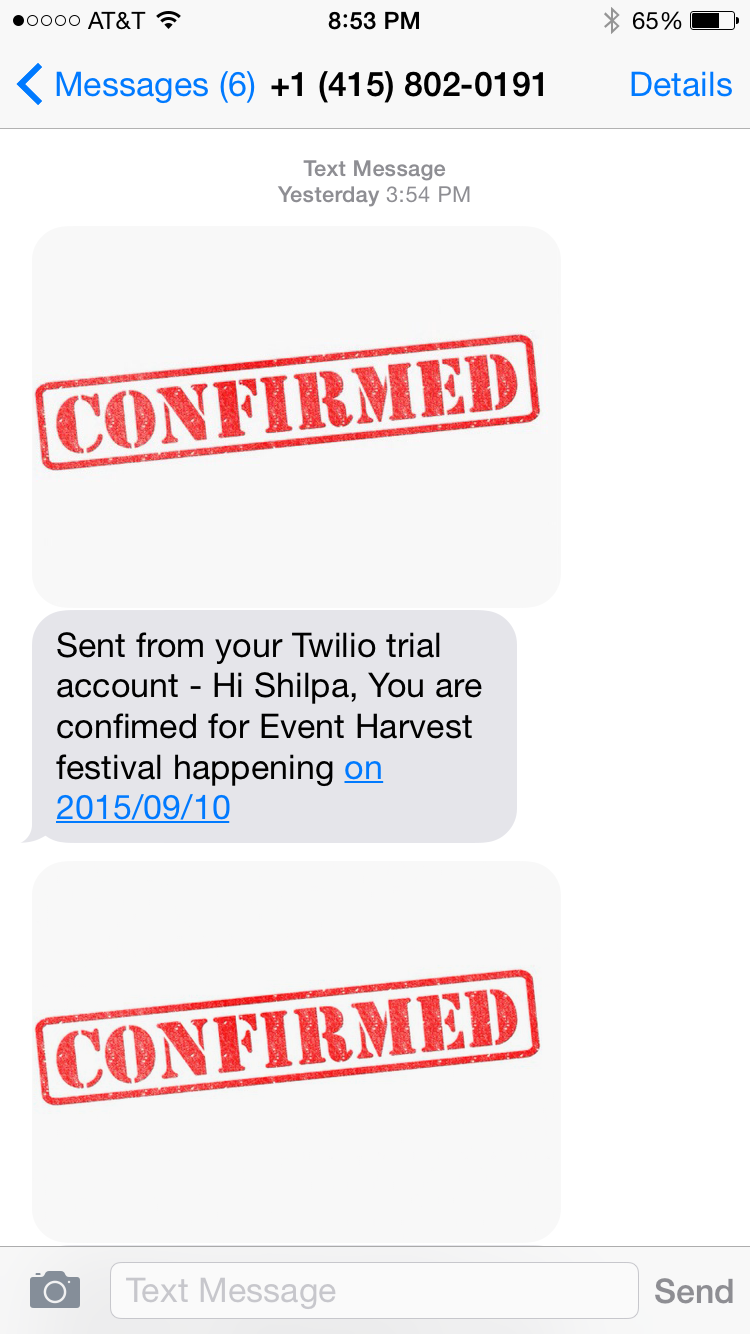 AT&T 8:53 PM 65%
Messages (6) +1 (415) 802-0191 Details
Text Message
Yesterday 3:54 PM
CONFIRMED
Sent from your Twilio trial
account - Hi Shilpa, You are
confimed for Event Harvest
festival happening on
2015/09/10
CONFIRMED
Text Message Send